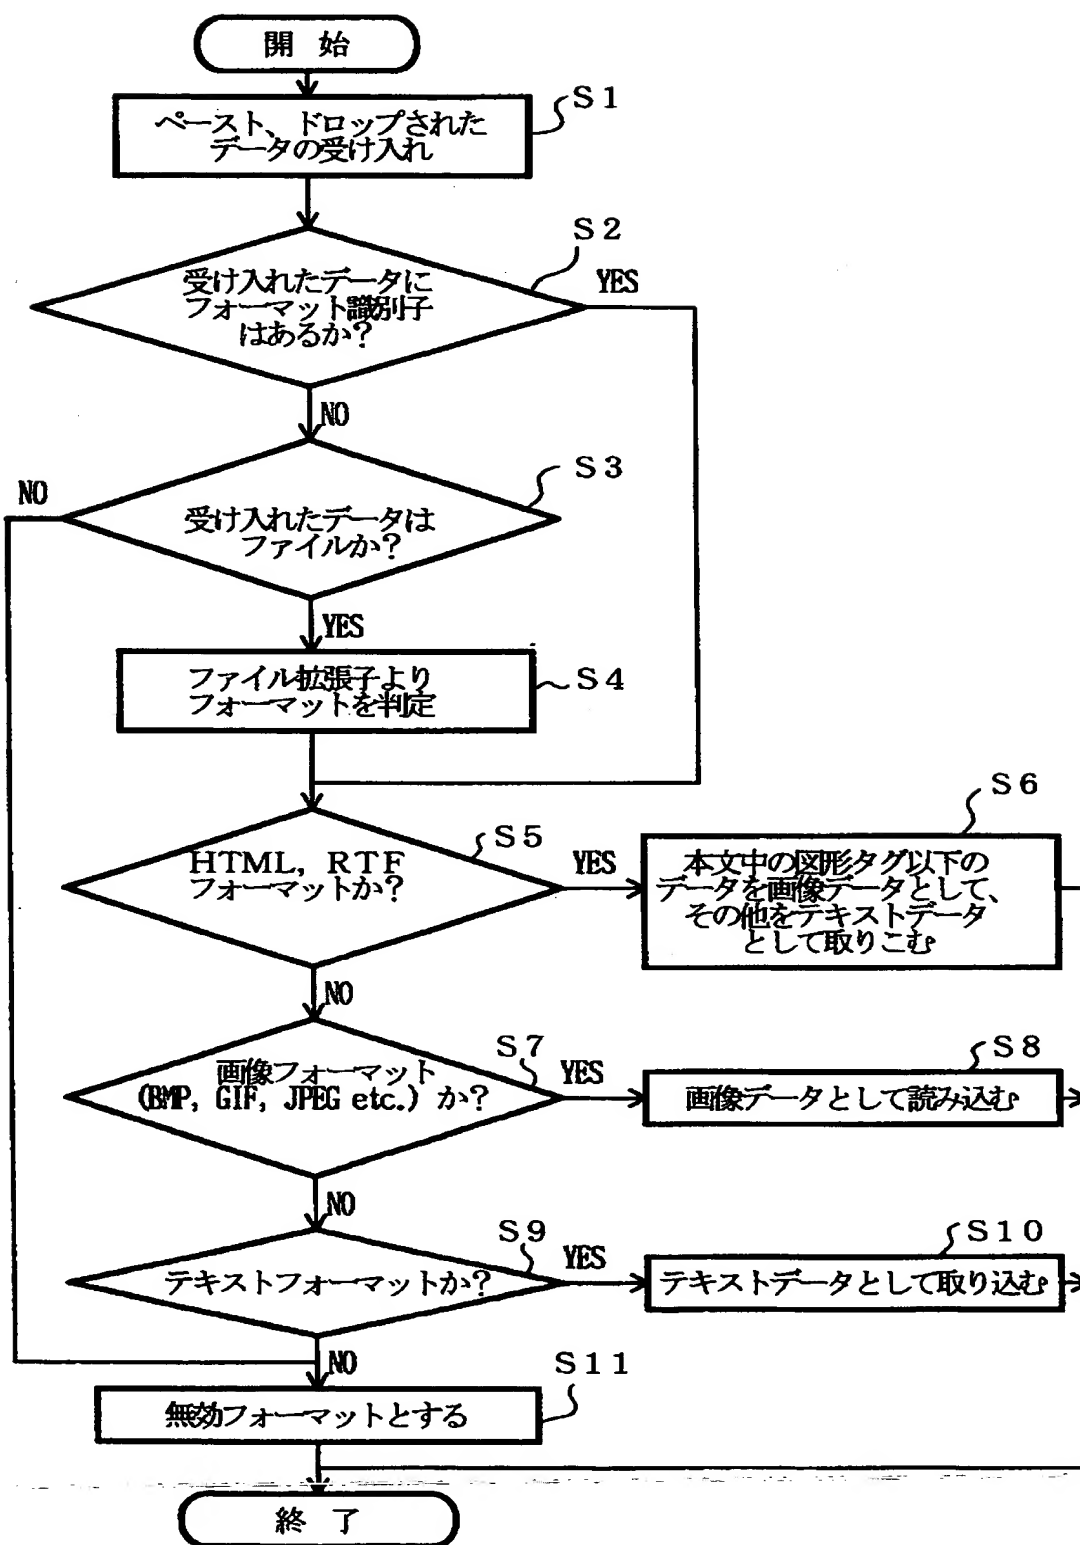 開 始
S1
ペースト、ドロップされた
データの受け入れ
S2
受け入れたデータに
フォーマット識別子
はあるか?
YES
NO
S3
NO
受け入れたデータは
ファイルか?
YES
ファイル拡張子より
フォーマットを判定
S4
S5
HTML, RTF
フォーマットか?
YES
S6
本文中の図形タグ以下の
データを画像データとして、
その他をテキストデータ
として取りこむ
NO
S7
画像フォーマット
(BMP, GIF, JPEG etc.) か?
YES
S8
画像データとして読み込む
NO
S9
テキストフォーマットか?
YES
S10
テキストデータとして取り込む
NO
S11
無効フォーマットとする
終 了